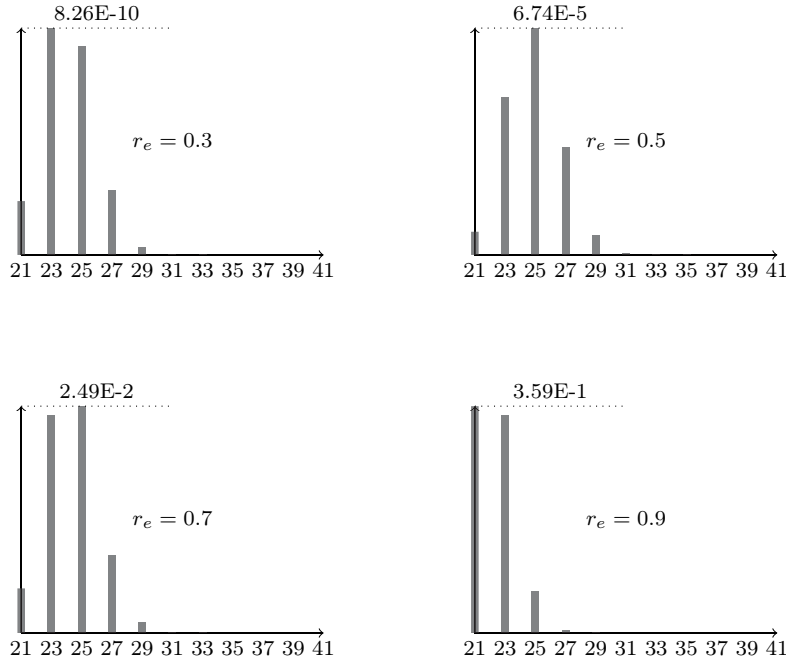 8.26E-10
r_e = 0.3
21 23 25 27 29 31 33 35 37 39 41
6.74E-5
r_e = 0.5
21 23 25 27 29 31 33 35 37 39 41
2.49E-2
r_e = 0.7
21 23 25 27 29 31 33 35 37 39 41
3.59E-1
r_e = 0.9
21 23 25 27 29 31 33 35 37 39 41